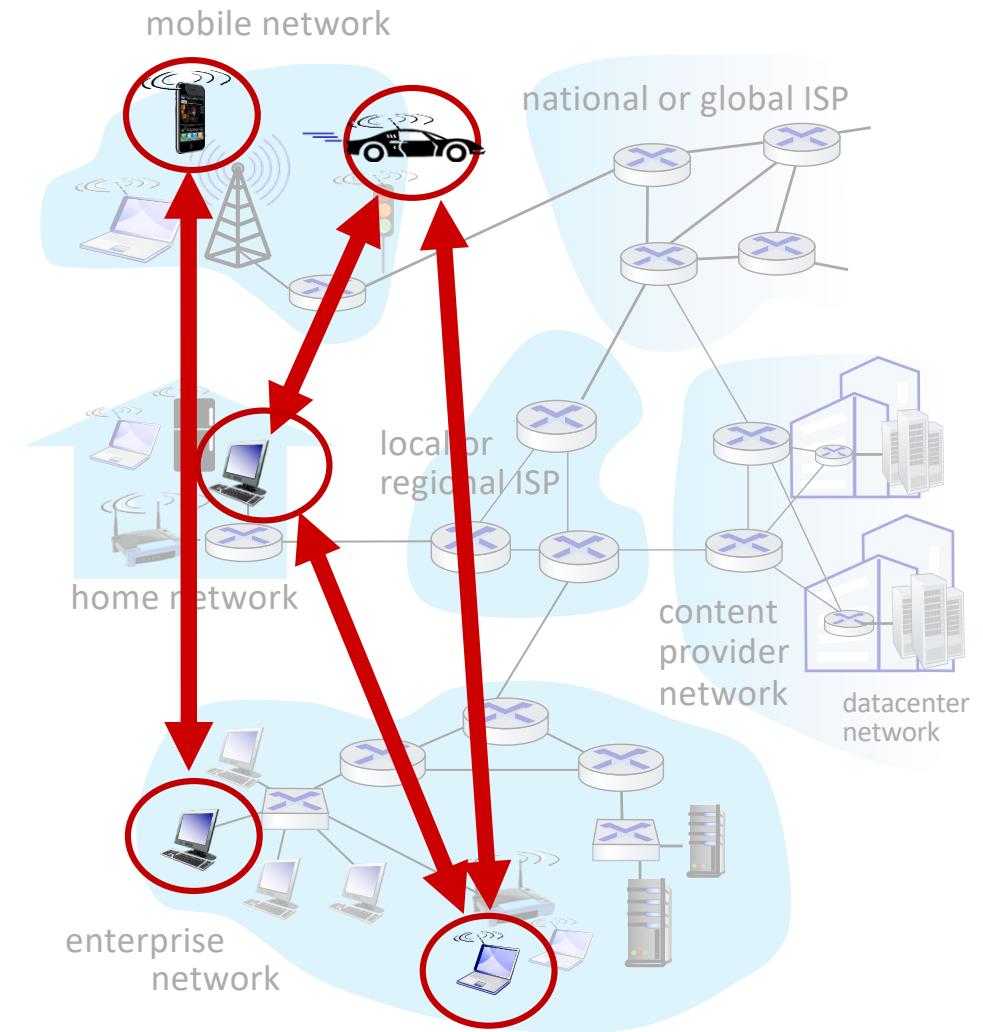 mobile network
national or global ISP
local or
regional ISP
home network
content
provider
network
datacenter
network
enterprise
network